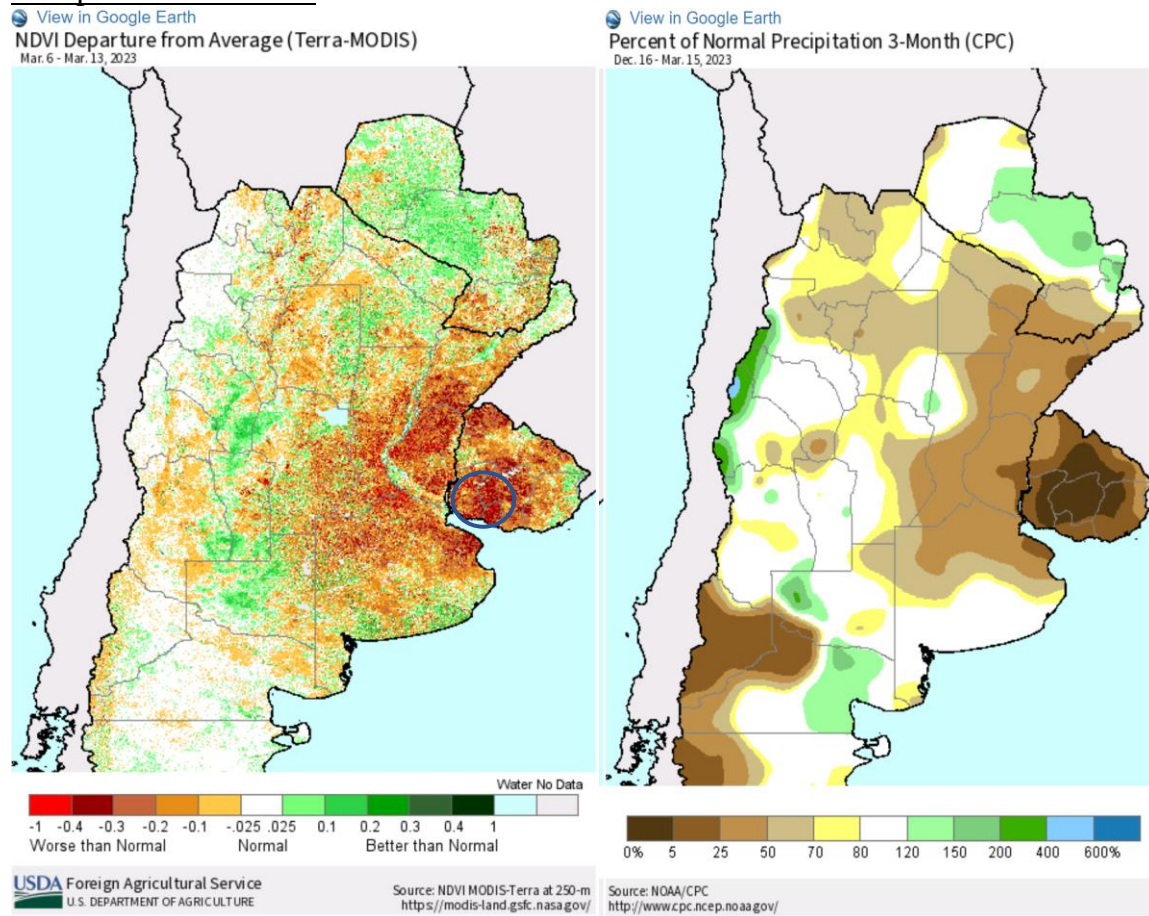 View in Google Earth
NDVI Departure from Average (Terra-MODIS)
Mar. 6 - Mar. 13, 2023
Water No Data
-1 -0.4 -0.3 -0.2 -0.1 -.025 .025 0.1 0.2 0.3 0.4 1
Worse than Normal Normal Better than Normal
USDA Foreign Agricultural Service
U.S. DEPARTMENT OF AGRICULTURE
Source: NDVI MODIS-Terra at 250-m
https://modis-land.gsfc.nasa.gov/
View in Google Earth
Percent of Normal Precipitation 3-Month (CPC)
Dec. 16 - Mar. 15, 2023
0% 5 25 50 70 80 120 150 200 400 600%
Source: NOAA/CPC
http://www.cpc.ncep.noaa.gov/